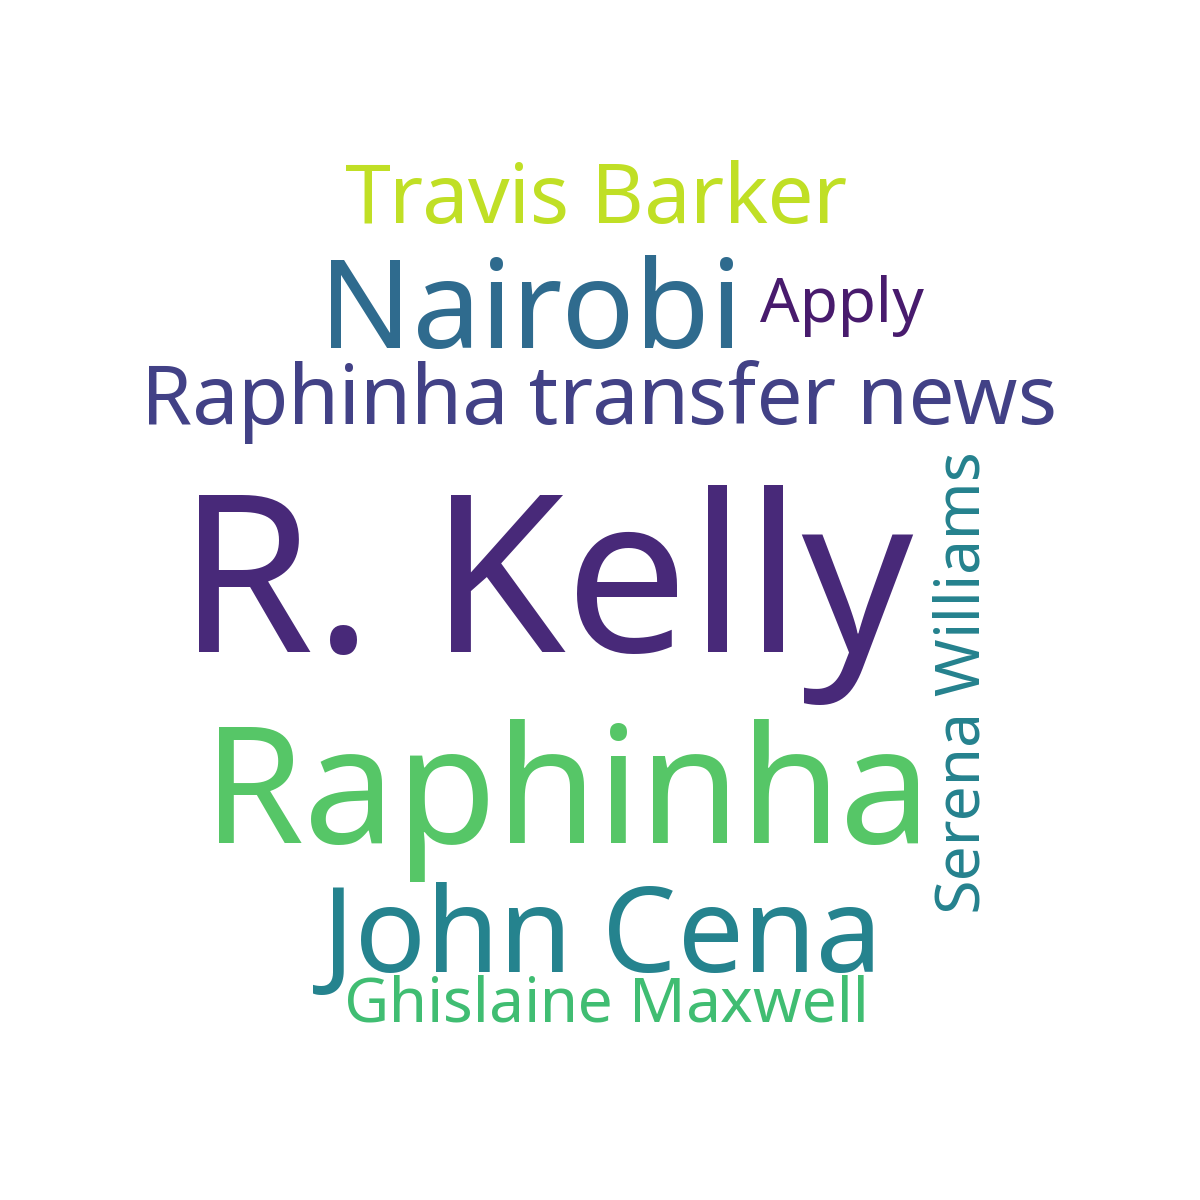 Travis Barker
Nairobi
Apply
Raphinha transfer news
R. Kelly
Serena Williams
Raphinha
John Cena
Ghislaine Maxwell